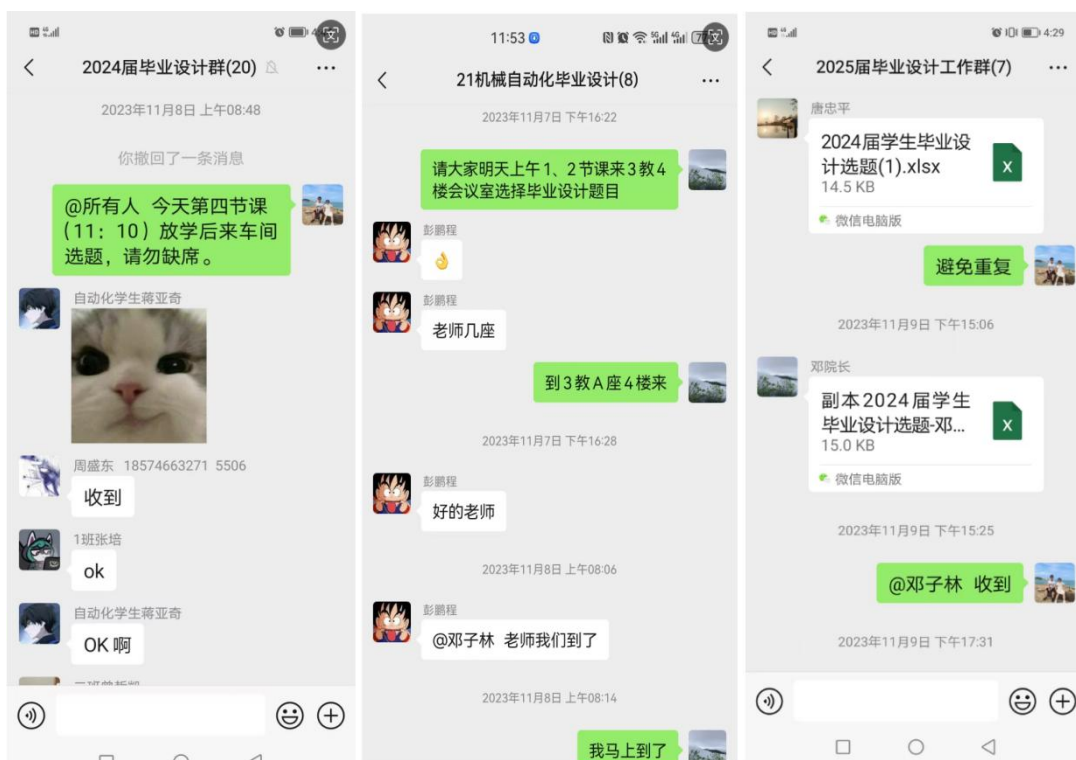 4:29
2024届毕业设计群(20)
2023年11月8日 上午08:48
你撤回了一条消息
@所有人 今天第四节课
(11：10）放学后来车间
选题，请勿缺席。
自动化学生蒋亚奇
周盛东 18574663271 5506
收到
1班张培
ok
自动化学生蒋亚奇
OK 啊
11:53
21机械自动化毕业设计(8)
2023年11月7日 下午16:22
请大家明天上午1、2节课来3教4
楼会议室选择毕业设计题目
彭鹏程
彭鹏程
老师几座
到3教A座4楼来
2023年11月7日 下午16:28
彭鹏程
好的老师
2023年11月8日 上午08:06
彭鹏程
@邓子林 老师我们到了
2023年11月8日 上午08:14
我马上到了
4:29
2025届毕业设计工作群(7)
唐忠平
2024届学生毕业设
计选题(1).xlsx
14.5 KB
微信电脑版
避免重复
2023年11月9日 下午15:06
邓院长
副本2024届学生
毕业设计选题-邓...
15.0 KB
微信电脑版
2023年11月9日 下午15:25
@邓子林 收到
2023年11月9日 下午17:31